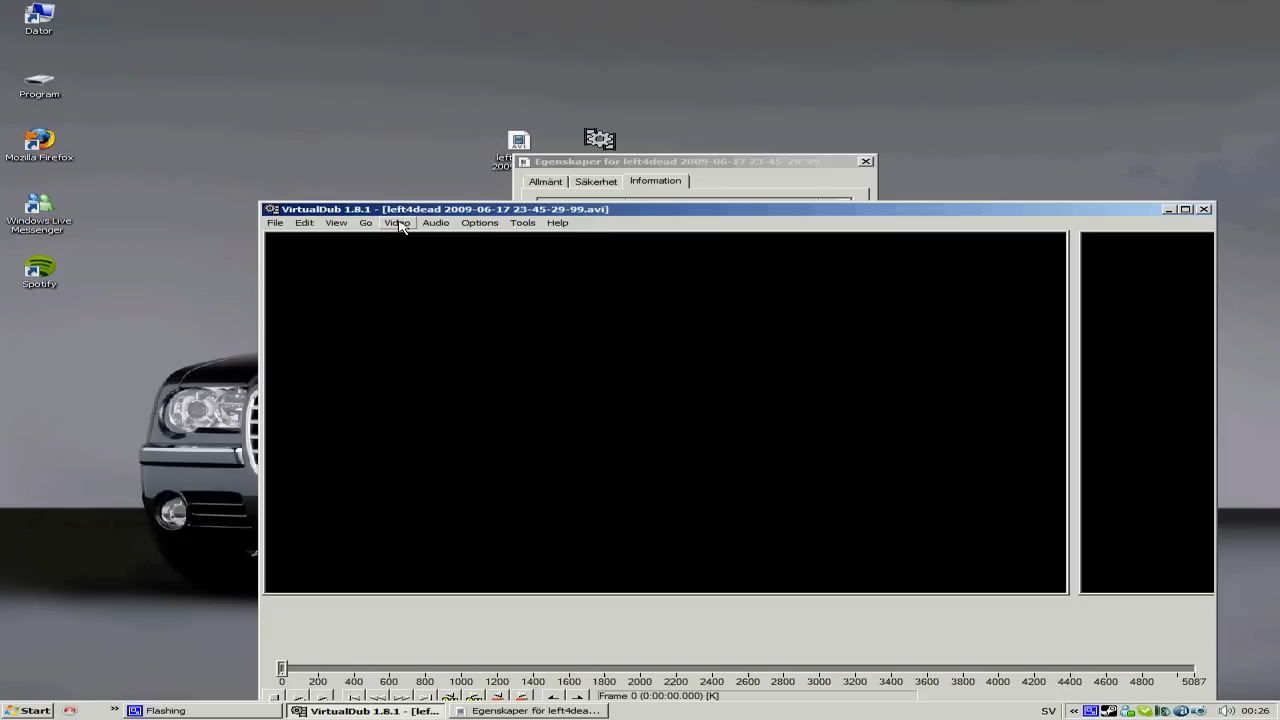 Dator
Program
Mozilla Firefox
Windows Live
Messenger
Spotify
left
Egenskaper för left4dead 2009-06-17 23-45-29-99
Allmänt Säkerhet Information
VirtualDub 1.8.1 - [left4dead 2009-06-17 23-45-29-99.avi]
File Edit View Go Video Audio Options Tools Help
0 200 400 600 800 1000 1200 1400 1600 1800 2000 2200 2400 2600 2800 3000 3200 3400 3600 3800 4000 4200 4400 4600 4800 5087
Frame 0 (0:00:00.000) [K]
Start Flashing VirtualDub 1.8.1 - [lef... Egenskaper för left4dea... SV 00:26